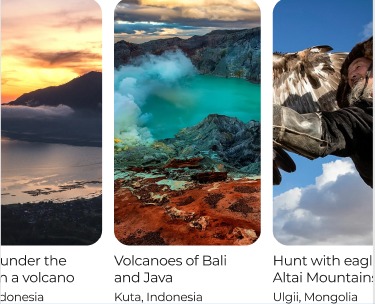 under the
n a volcano
donesia
Volcanoes of Bali
and Java
Kuta, Indonesia
Hunt with eagl
Altai Mountain
Ulgii, Mongolia